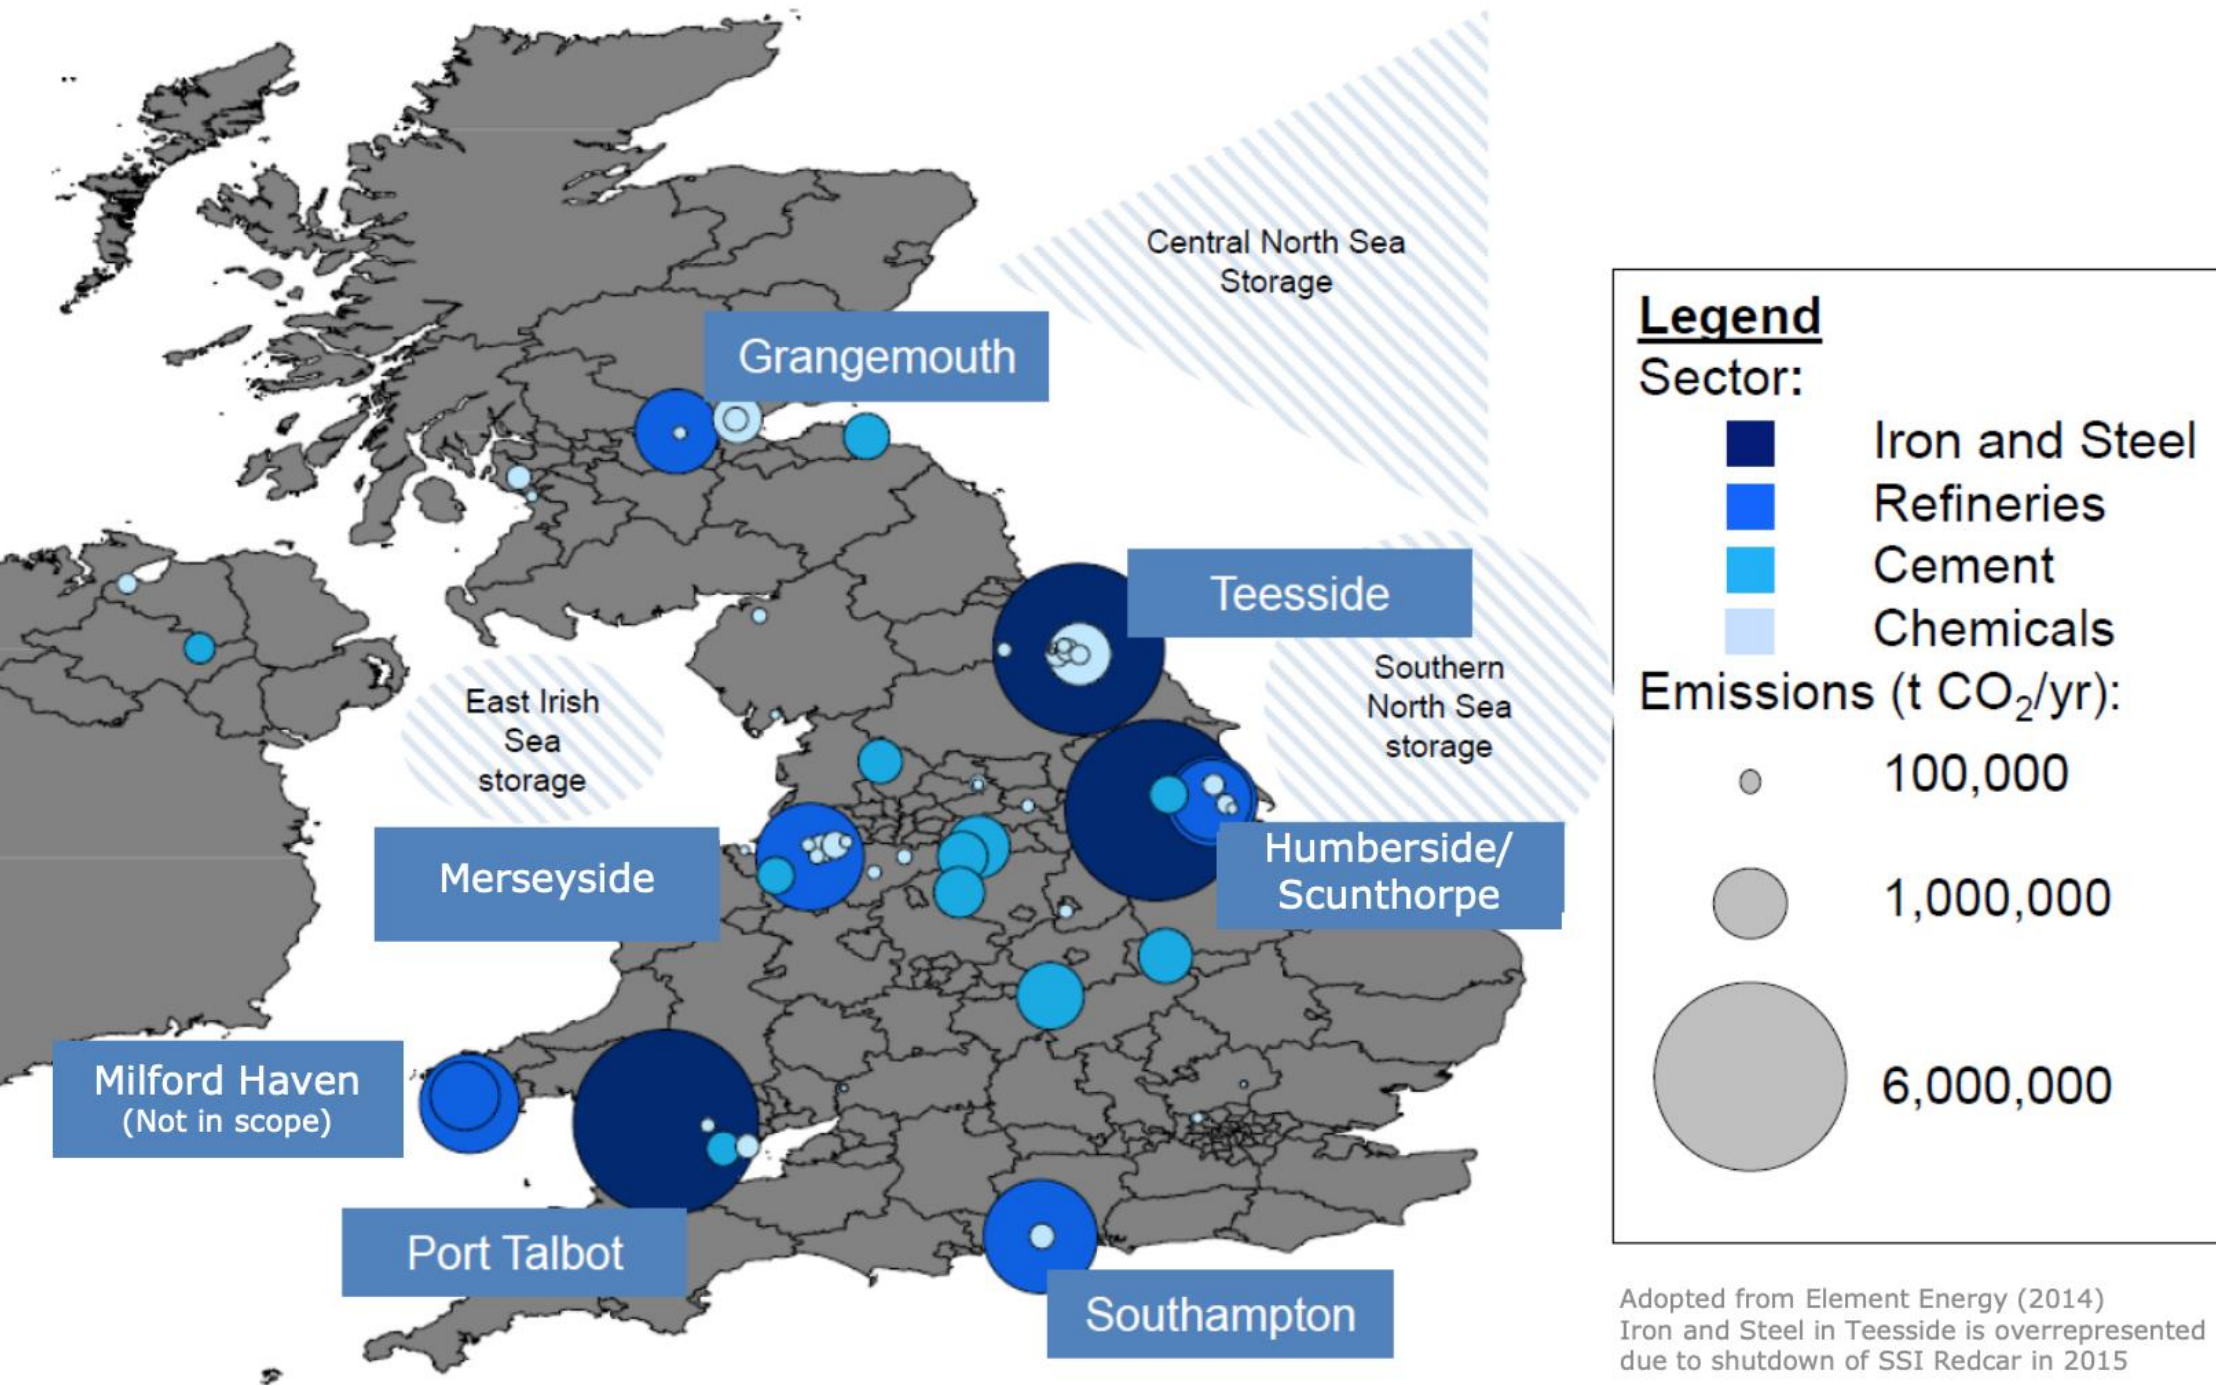 Central North Sea
Storage
Grangemouth
Teesside
Southern
North Sea
storage
East Irish
Sea
storage
Merseyside
Humberside/
Scunthorpe
Milford Haven
(Not in scope)
Port Talbot
Southampton
Legend
Sector:
Iron and Steel
Refineries
Cement
Chemicals
Emissions (t CO₂/yr):
100,000
1,000,000
6,000,000
Adopted from Element Energy (2014)
Iron and Steel in Teesside is overrepresented
due to shutdown of SSI Redcar in 2015